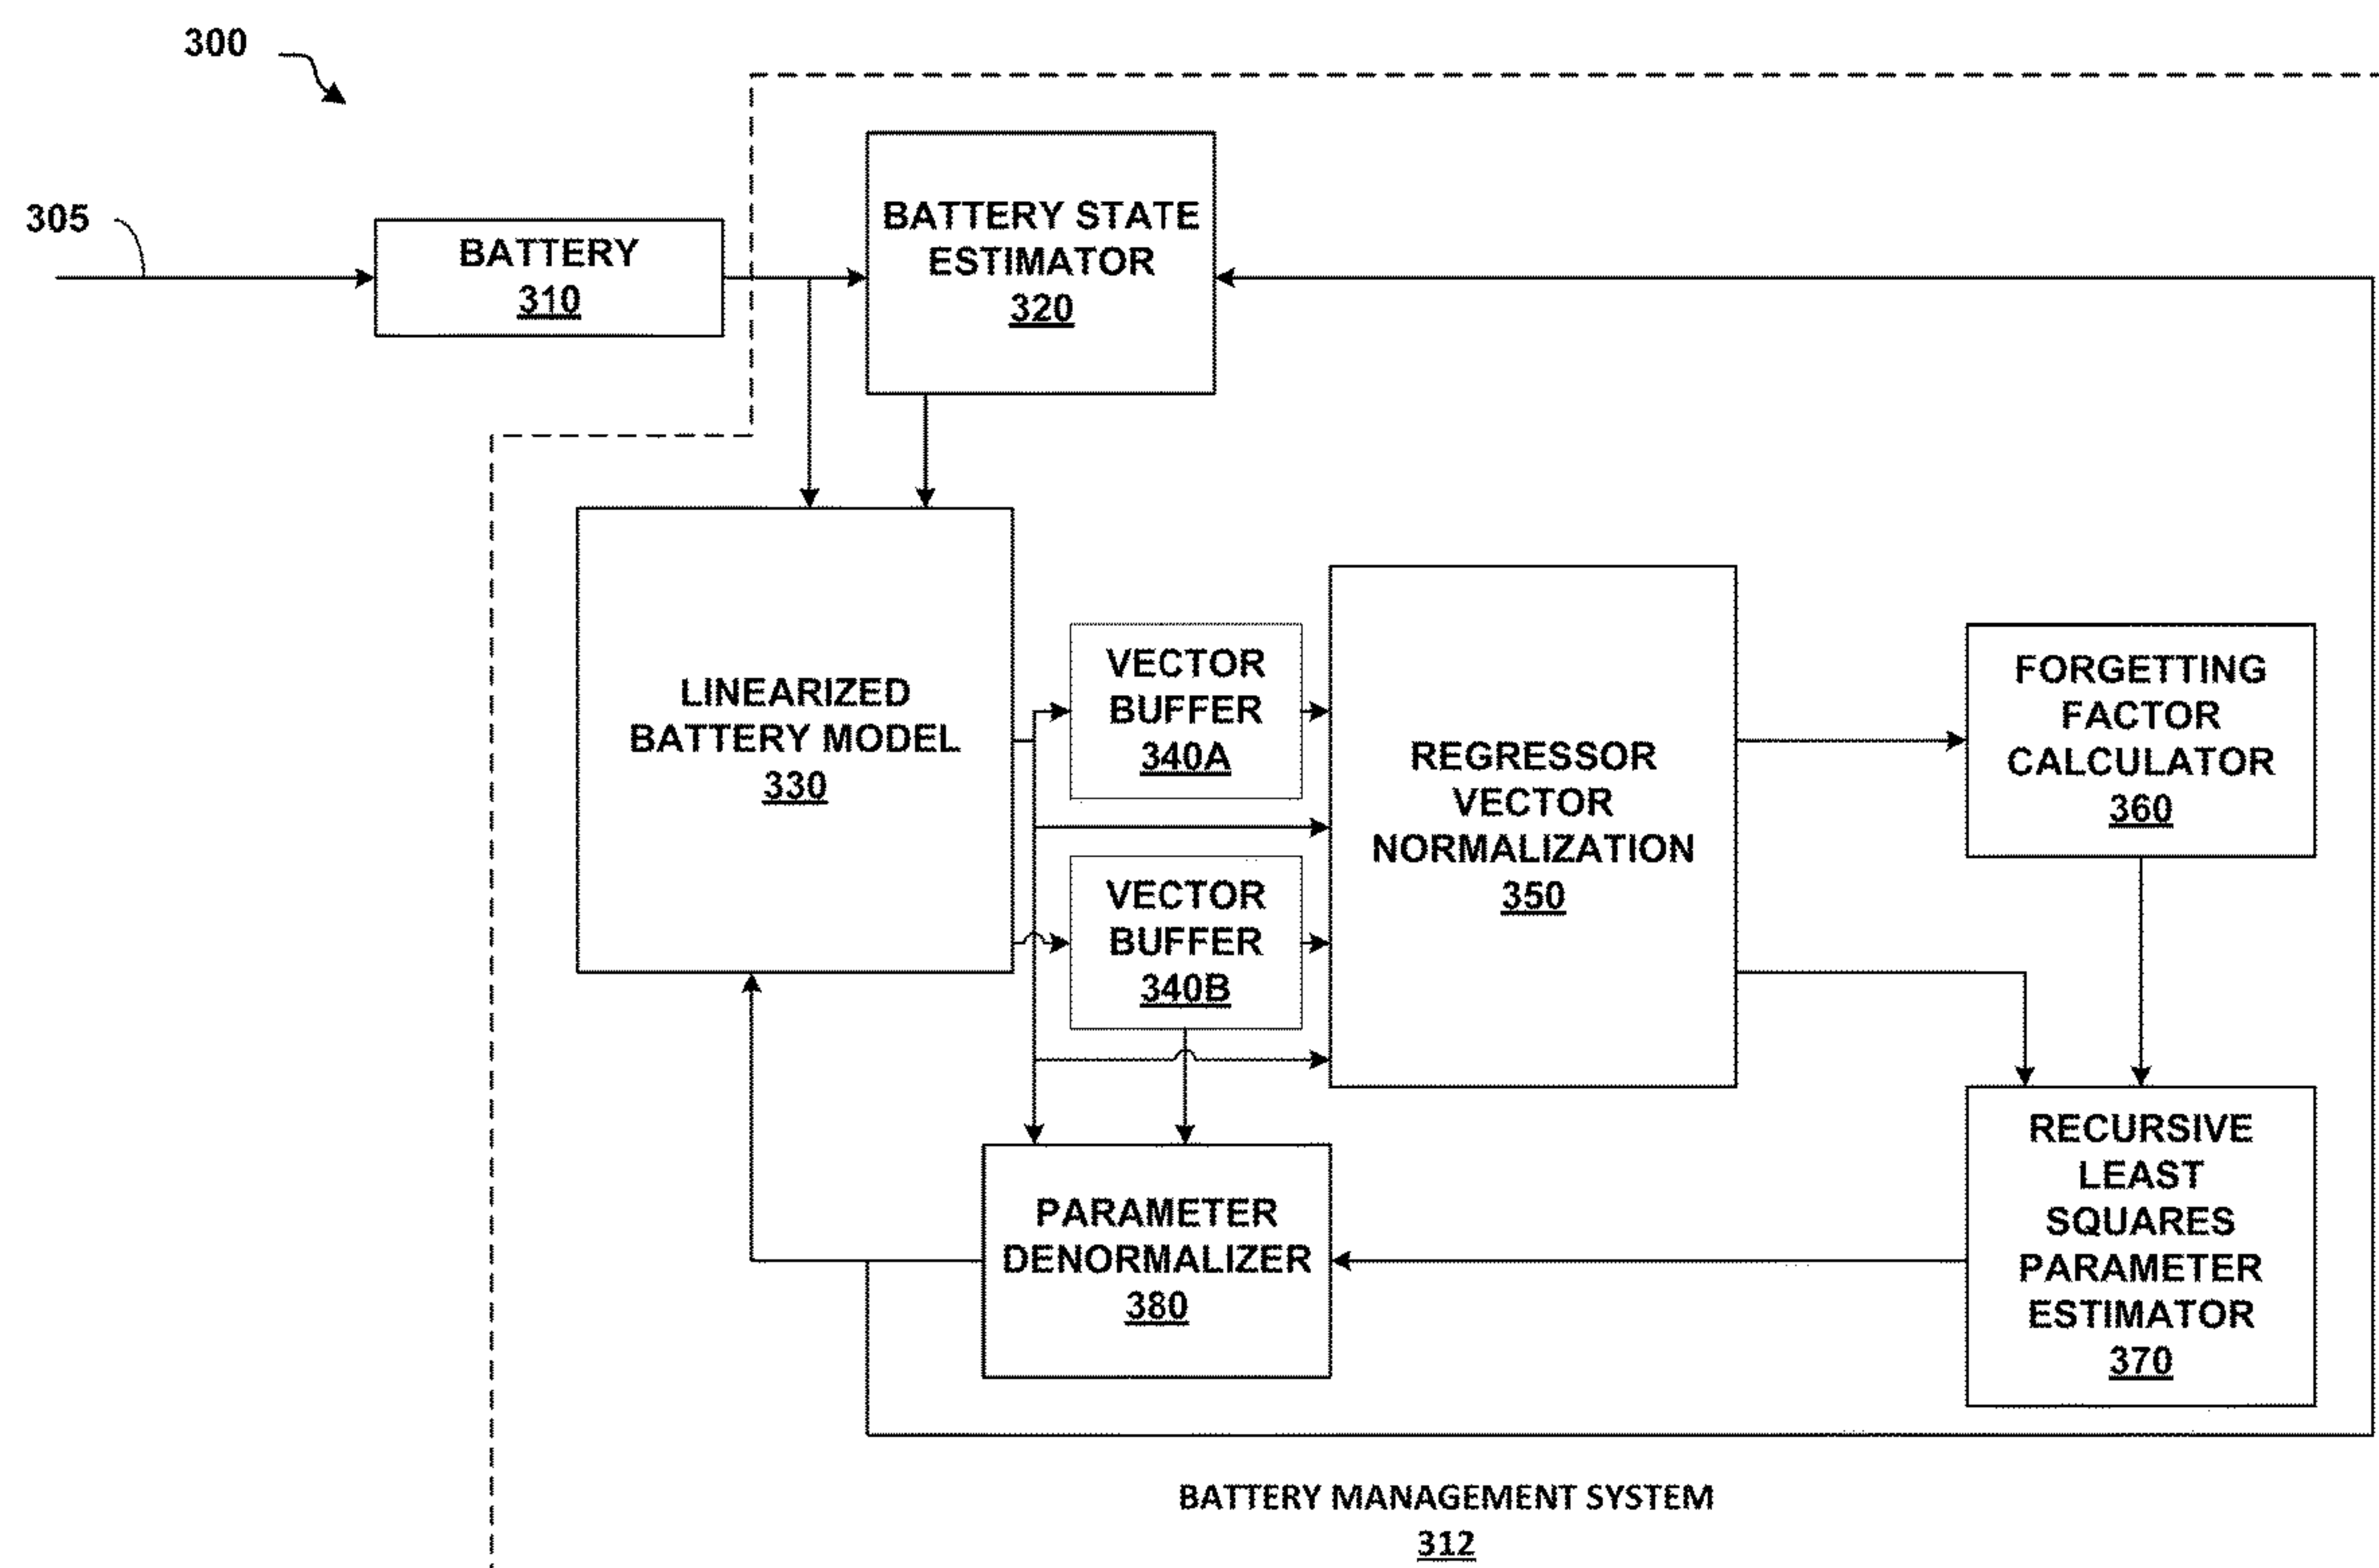 300
305
BATTERY
310
BATTERY STATE
ESTIMATOR
320
LINEARIZED
BATTERY MODEL
330
VECTOR
BUFFER
340A
VECTOR
BUFFER
340B
REGRESSOR
VECTOR
NORMALIZATION
350
FORGETTING
FACTOR
CALCULATOR
360
RECURSIVE
LEAST
SQUARES
PARAMETER
ESTIMATOR
370
PARAMETER
DENORMALIZER
380
BATTERY MANAGEMENT SYSTEM
312